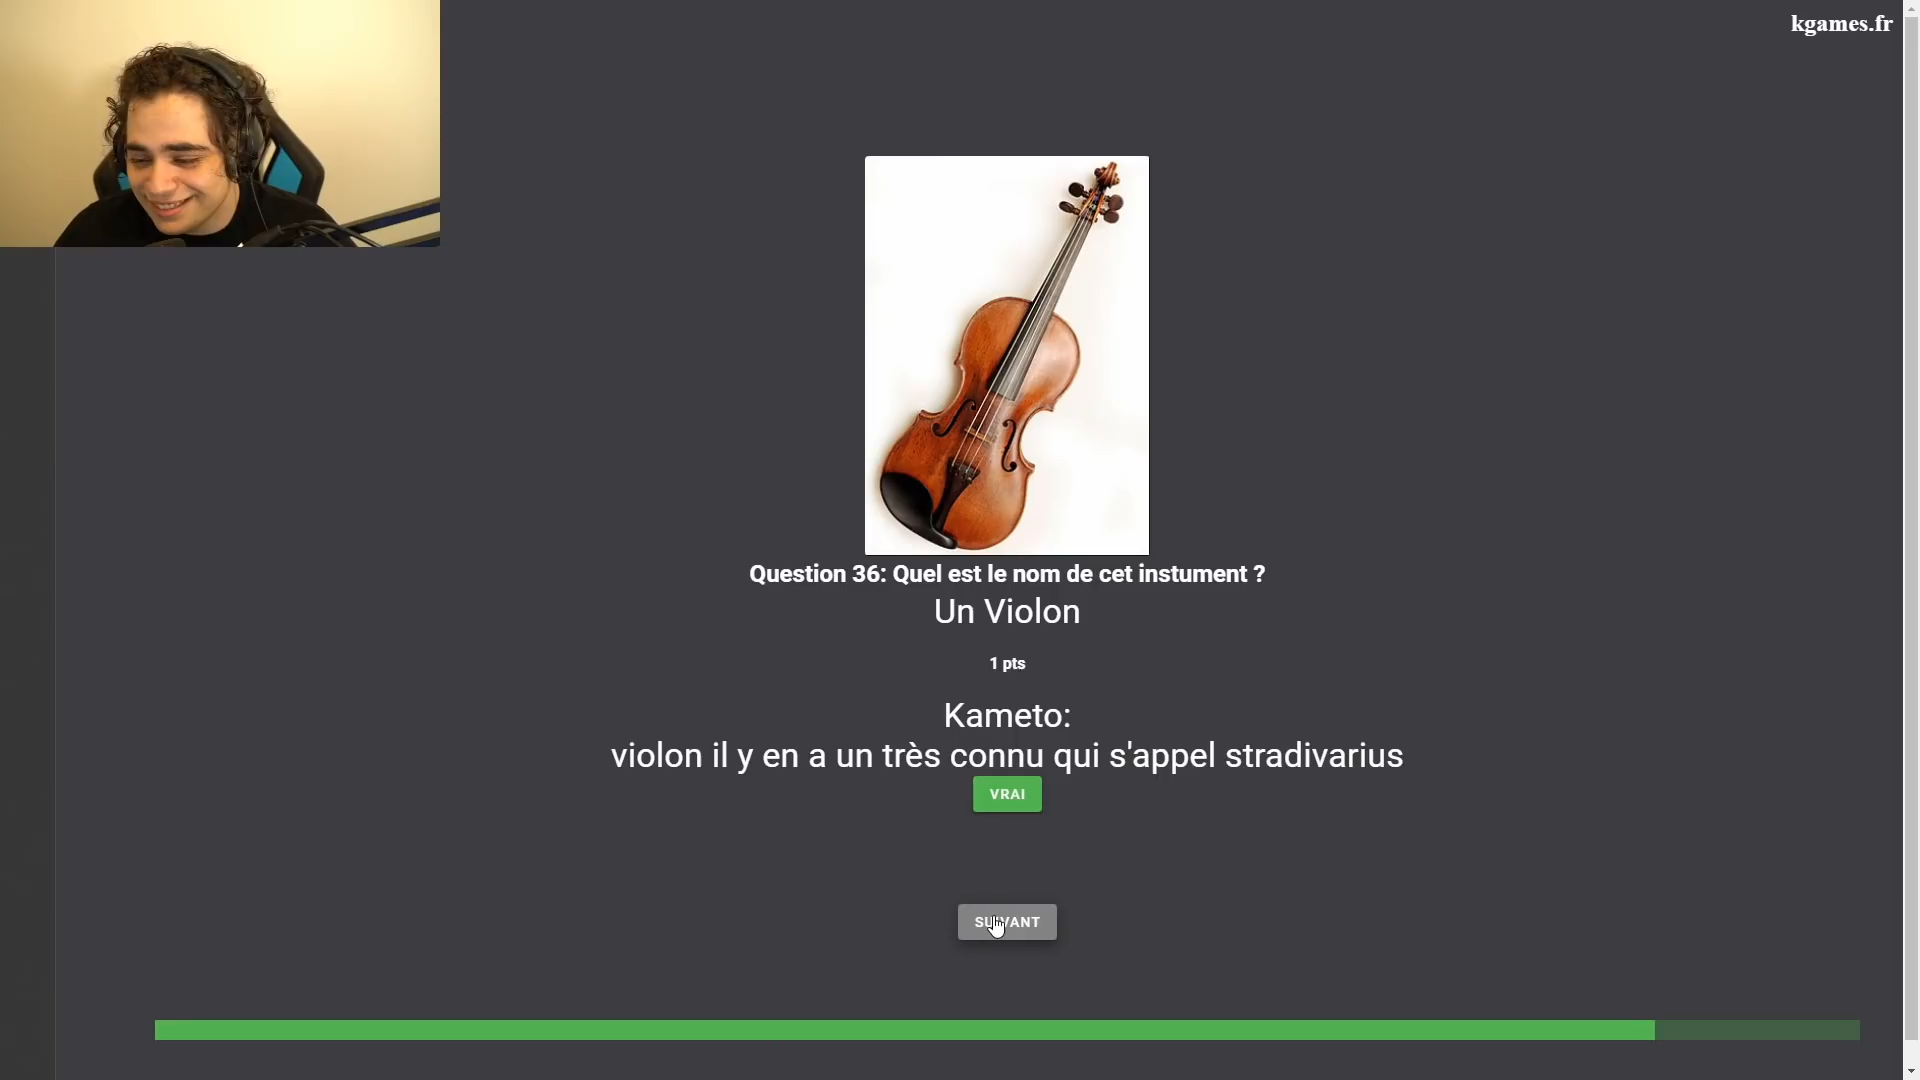 kgames.fr
Question 36: Quel est le nom de cet instument ?
Un Violon
1 pts
Kameto:
violon il y en a un très connu qui s'appel stradivarius
VRAI
SUIVANT